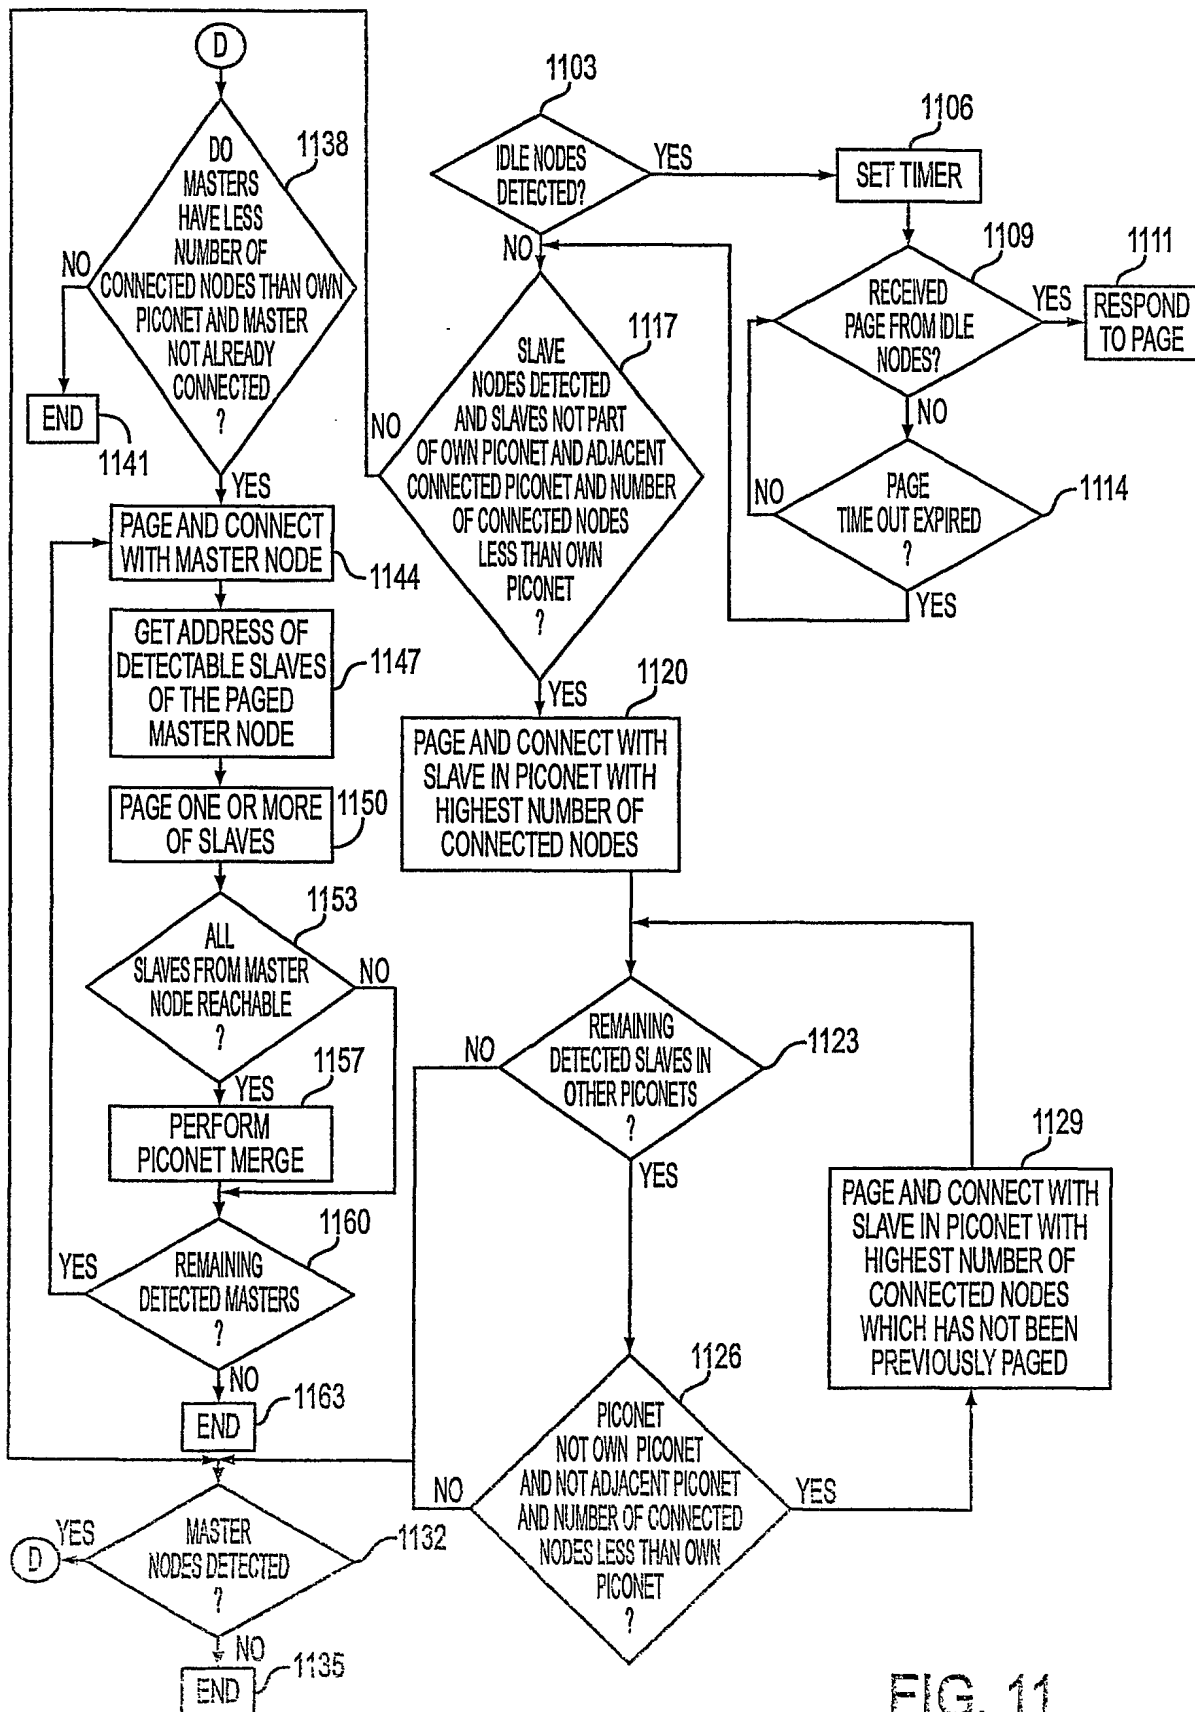 D
DO
MASTERS
HAVE LESS
NUMBER OF
CONNECTED NODES THAN OWN
PICONET AND MASTER
NOT ALREADY
CONNECTED
?
1138
NO
END
1141
YES
PAGE AND CONNECT
WITH MASTER NODE
1144
GET ADDRESS OF
DETECTABLE SLAVES
OF THE PAGED
MASTER NODE
1147
PAGE ONE OR MORE
OF SLAVES
1150
ALL
SLAVES FROM MASTER
NODE REACHABLE
?
1153
NO
YES
1157
PERFORM
PICONET MERGE
1160
REMAINING
DETECTED MASTERS
?
YES
NO
END
1163
MASTER
NODES DETECTED
?
1132
YES
D
NO
END
1135
1103
IDLE NODES
DETECTED?
YES
NO
1106
SET TIMER
1109
RECEIVED
PAGE FROM IDLE
NODES?
YES
1111
RESPOND
TO PAGE
NO
PAGE
TIME OUT EXPIRED
?
1114
NO
YES
1117
SLAVE
NODES DETECTED
AND SLAVES NOT PART
OF OWN PICONET AND ADJACENT
CONNECTED PICONET AND NUMBER
OF CONNECTED NODES
LESS THAN OWN
PICONET
?
NO
YES
1120
PAGE AND CONNECT WITH
SLAVE IN PICONET WITH
HIGHEST NUMBER OF
CONNECTED NODES
REMAINING
DETECTED SLAVES IN
OTHER PICONETS
?
1123
NO
YES
1126
PICONET
NOT OWN PICONET
AND NOT ADJACENT PICONET
AND NUMBER OF CONNECTED
NODES LESS THAN OWN
PICONET
?
NO
YES
1129
PAGE AND CONNECT WITH
SLAVE IN PICONET WITH
HIGHEST NUMBER OF
CONNECTED NODES
WHICH HAS NOT BEEN
PREVIOUSLY PAGED
FIG. 11